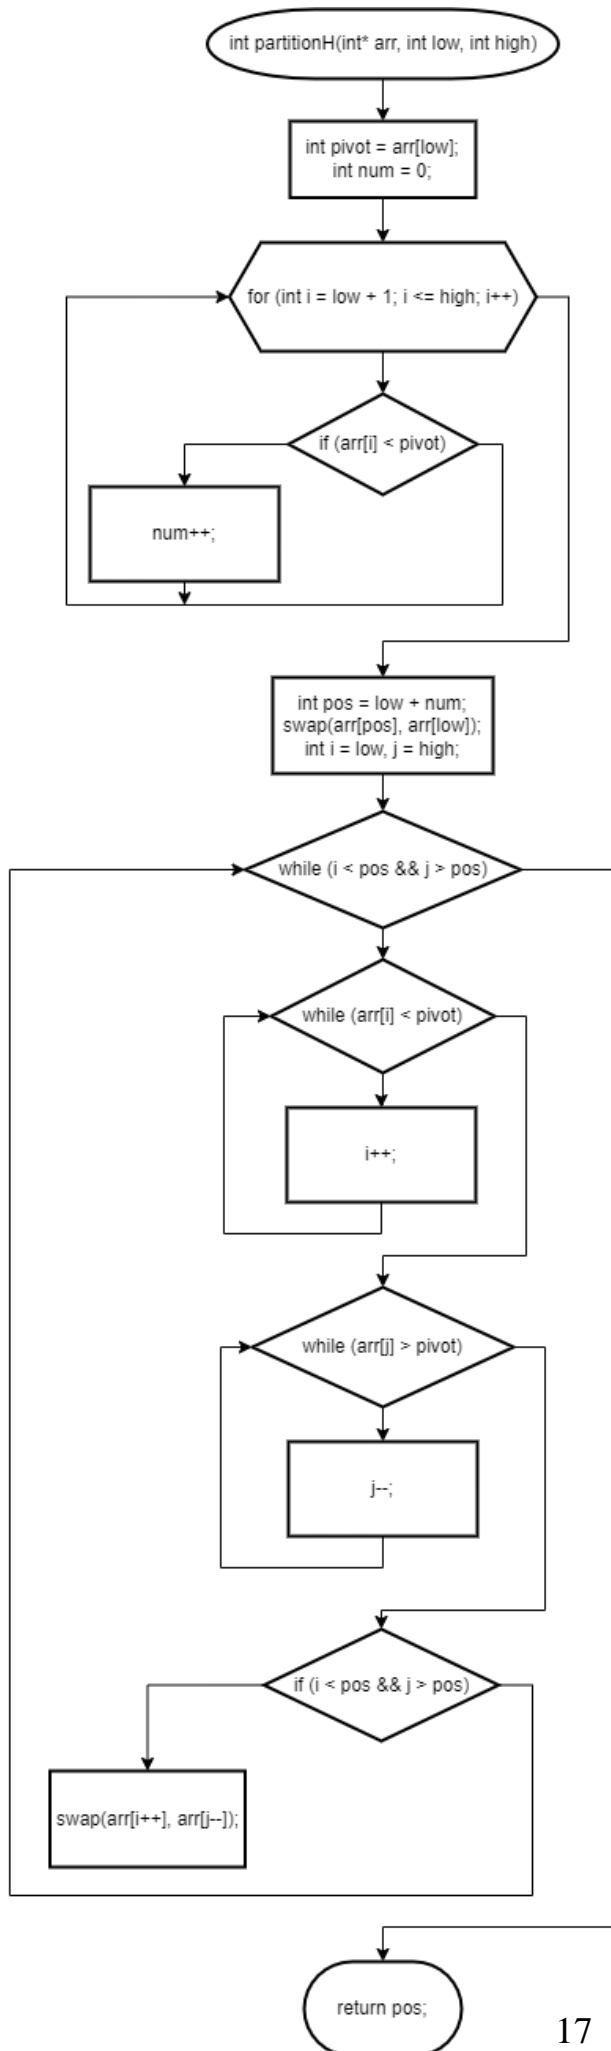 int partitionH(int* arr, int low, int high)
int pivot = arr[low];
int num = 0;
for (int i = low + 1; i <= high; i++)
if (arr[i] < pivot)
num++;
int pos = low + num;
swap(arr[pos], arr[low]);
int i = low, j = high;
while (i < pos && j > pos)
while (arr[i] < pivot)
i++;
while (arr[j] > pivot)
j--;
if (i < pos && j > pos)
swap(arr[i++], arr[j--]);
return pos;
17